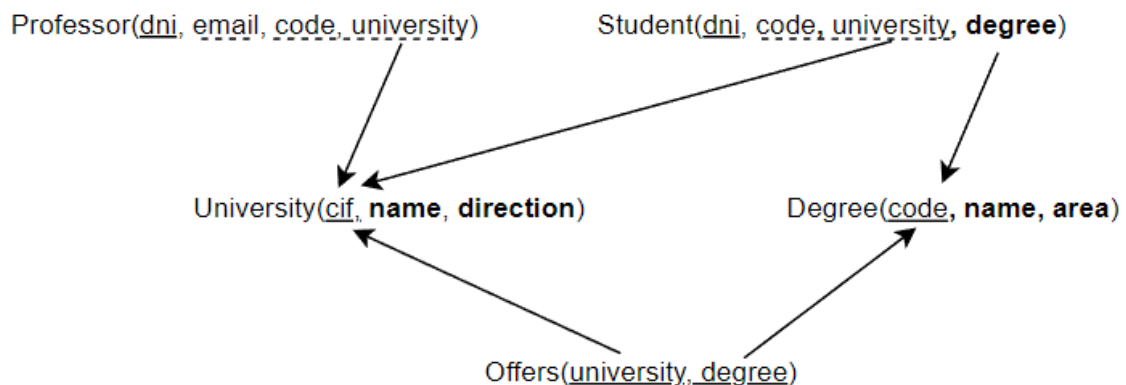 Professor(dni, email, code, university)
Student(dni, code, university, degree)
University(cif, name, direction)
Degree(code, name, area)
Offers(university, degree)